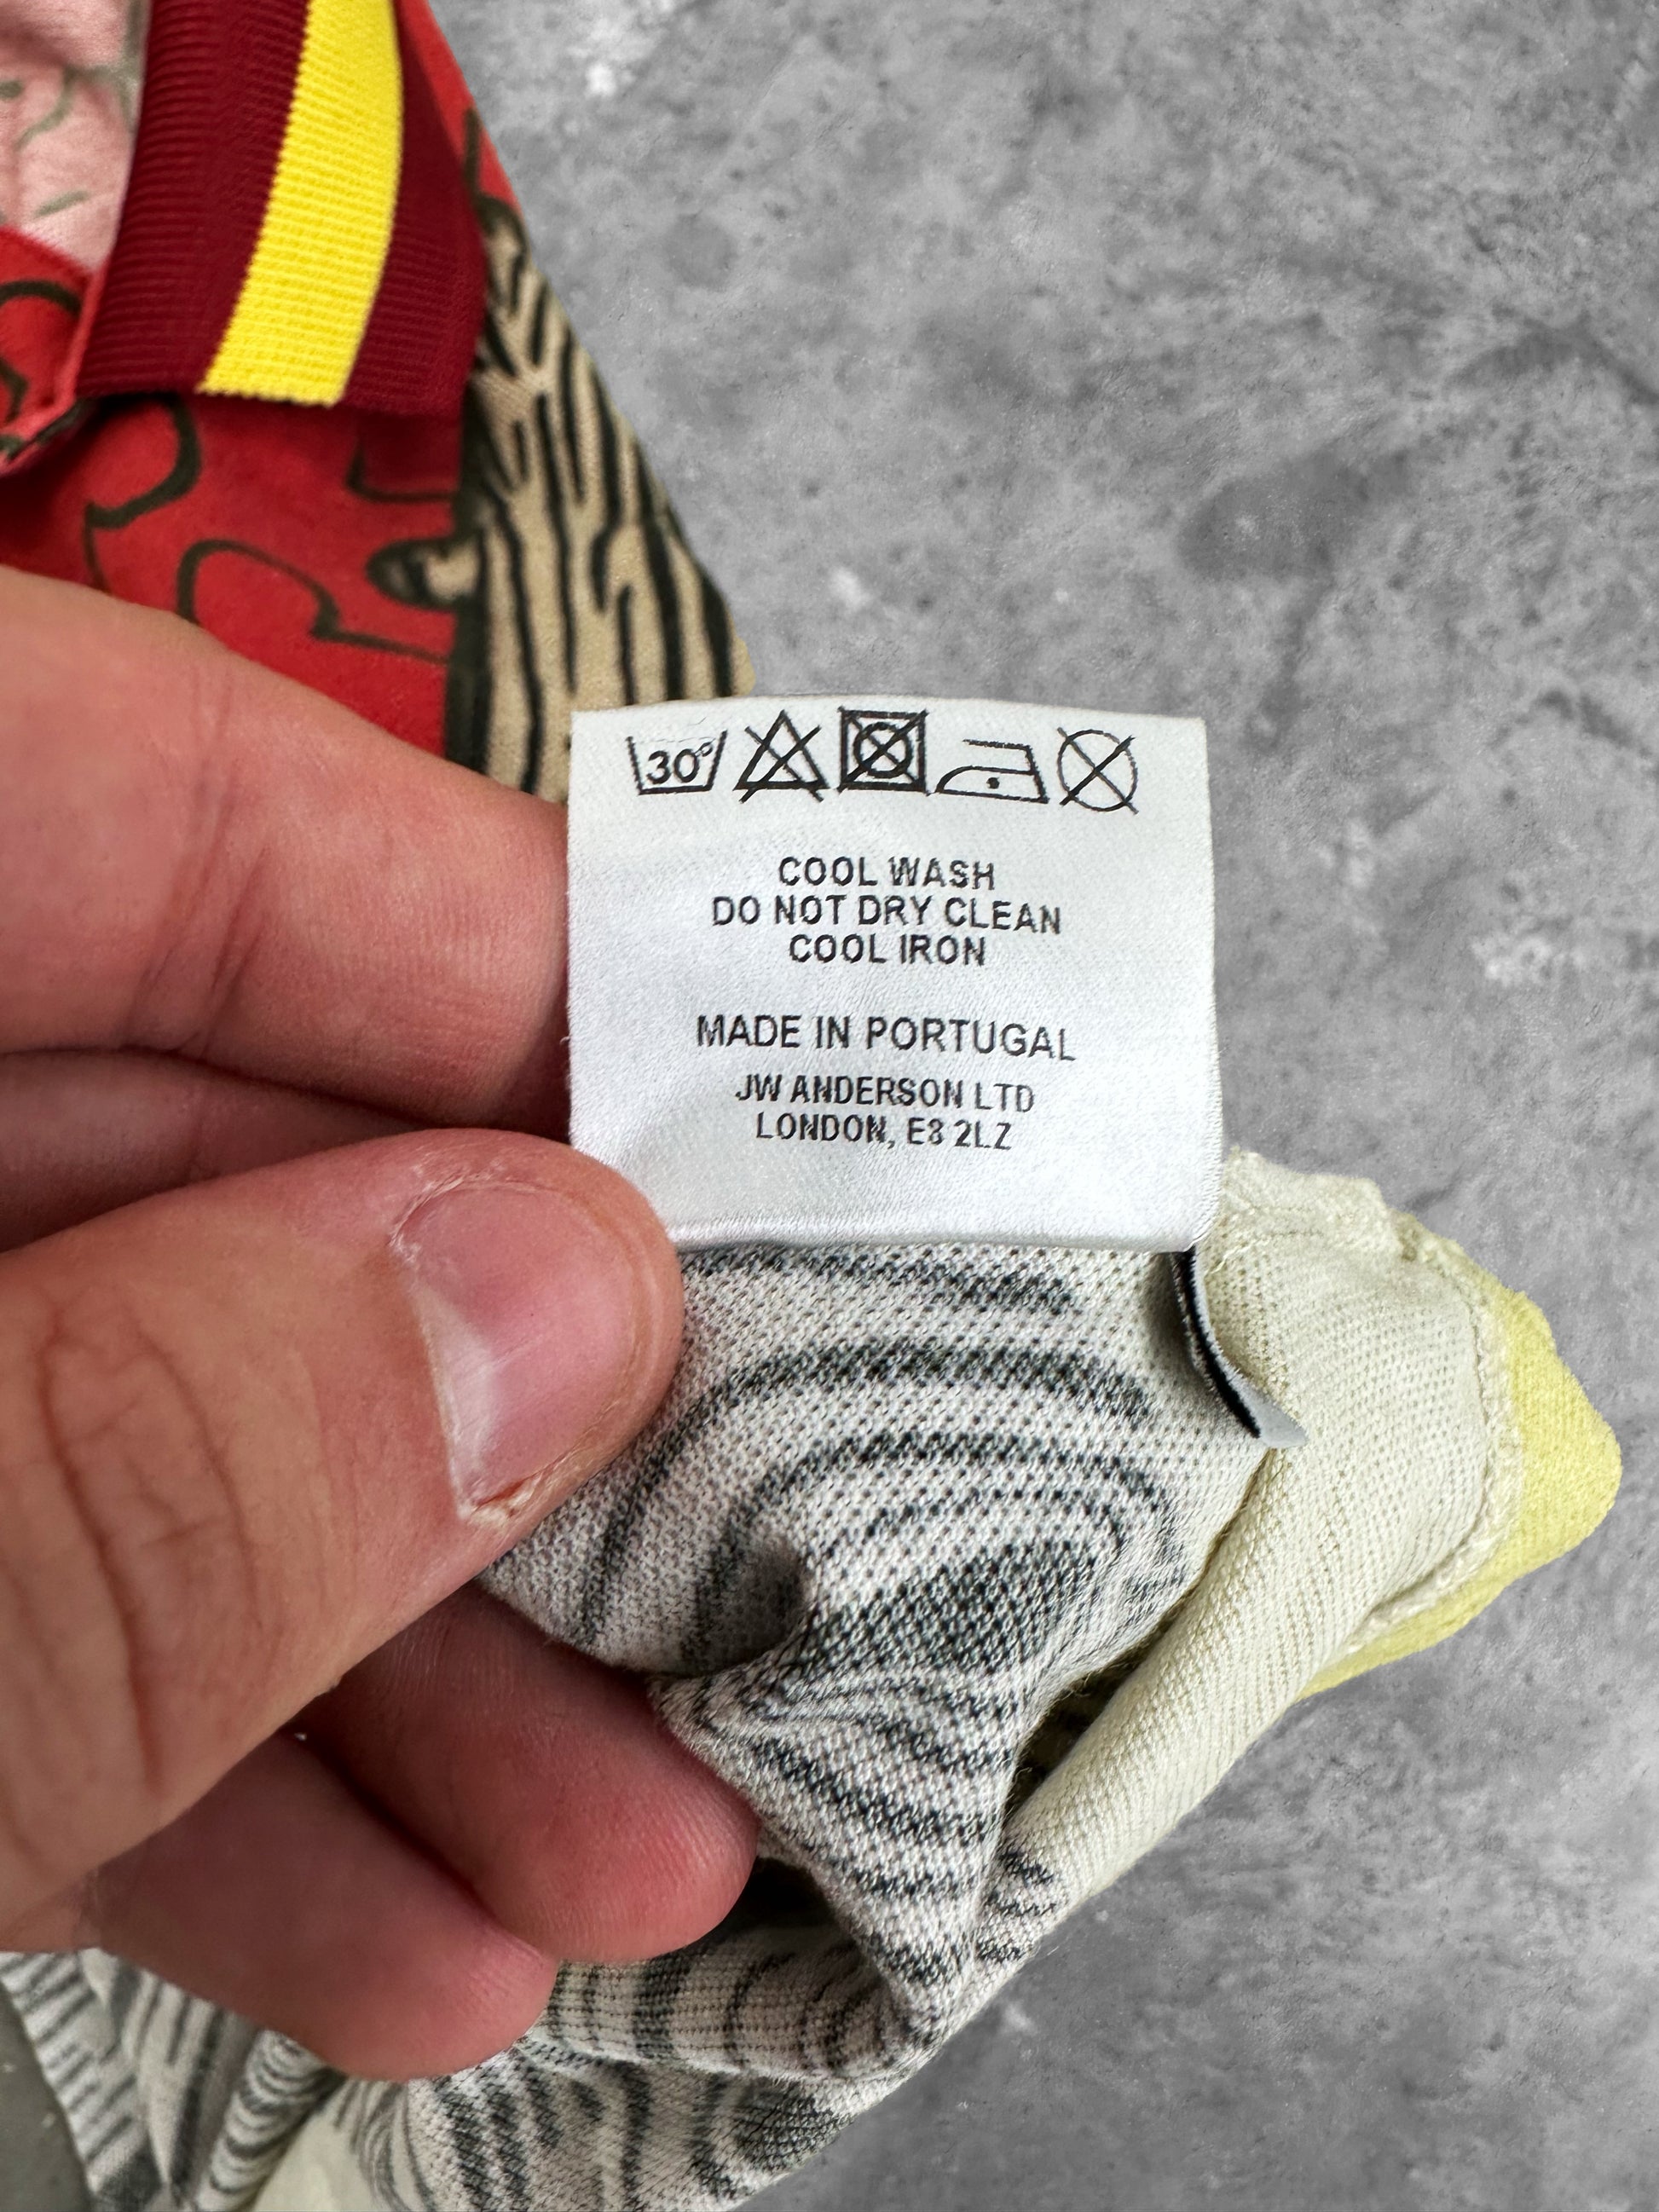 30°
COOL WASH
DO NOT DRY CLEAN
COOL IRON
MADE IN PORTUGAL
JW ANDERSON LTD
LONDON, E8 2LZ